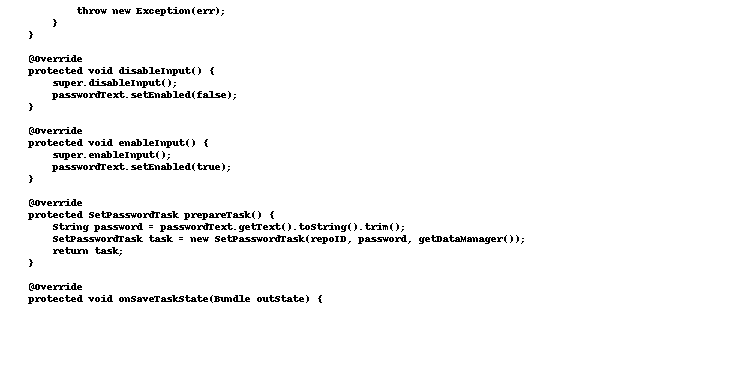 throw new Exception(err);
}
}
@Override
protected void disableInput() {
super.disableInput();
passwordText.setEnabled(false);
}
@Override
protected void enableInput() {
super.enableInput();
passwordText.setEnabled(true);
}
@Override
protected SetPasswordTask prepareTask() {
String password = passwordText.getText().toString().trim();
SetPasswordTask task = new SetPasswordTask(repoID, password, getDataManager());
return task;
}
@Override
protected void onSaveTaskState(Bundle outState) {